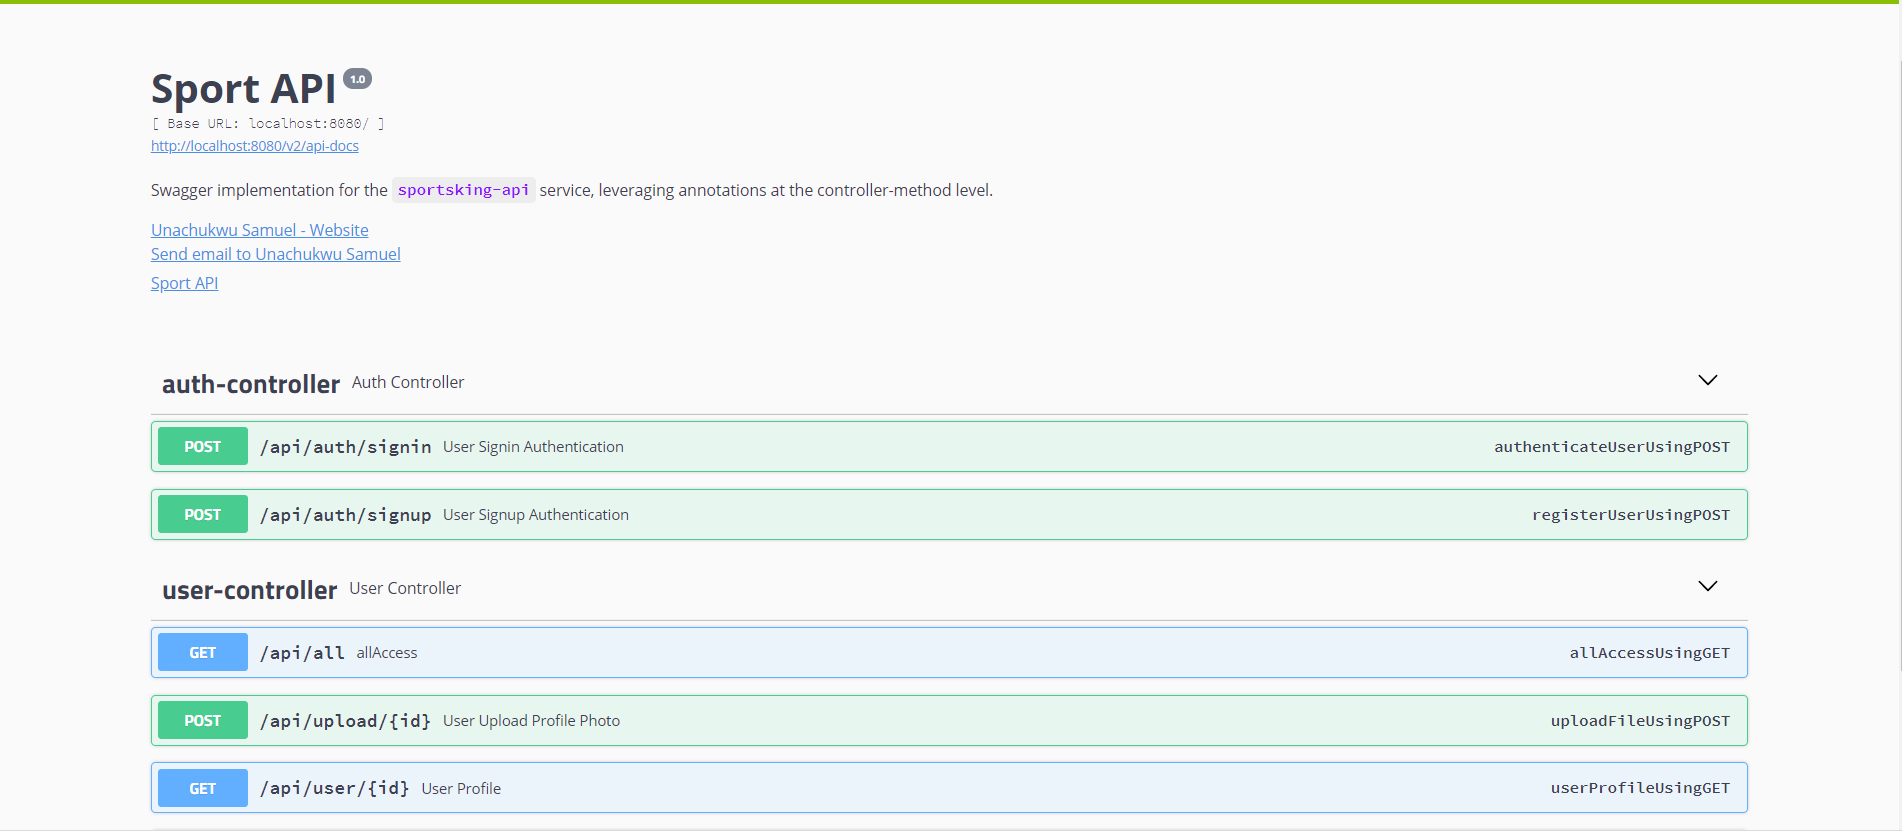 Sport API 1.0
[ Base URL: localhost:8080/ ]
http://localhost:8080/v2/api-docs
Swagger implementation for the sportsking-api service, leveraging annotations at the controller-method level.
Unachukwu Samuel - Website
Send email to Unachukwu Samuel
Sport API
auth-controller Auth Controller
POST /api/auth/signin User Signin Authentication authenticateUserUsingPOST
POST /api/auth/signup User Signup Authentication registerUserUsingPOST
user-controller User Controller
GET /api/all allAccess allAccessUsingGET
POST /api/upload/{id} User Upload Profile Photo uploadFileUsingPOST
GET /api/user/{id} User Profile userProfileUsingGET